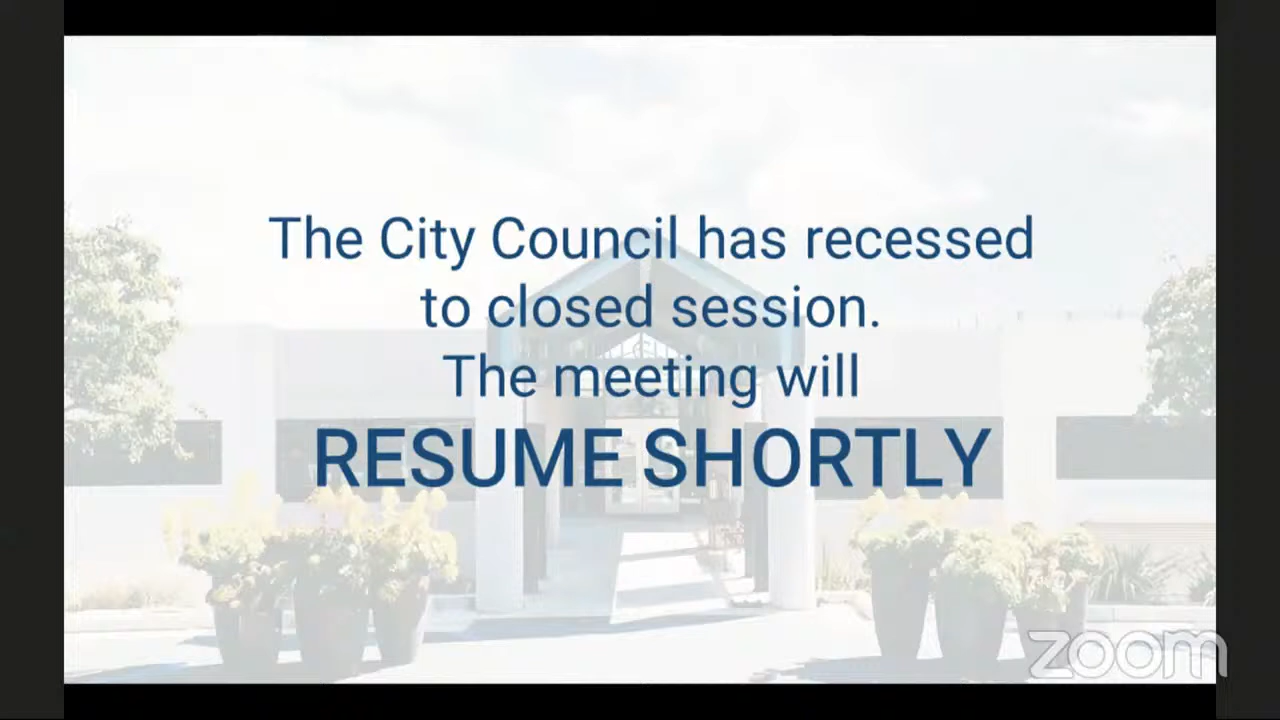 The City Council has recessed
to closed session.
The meeting will
RESUME SHORTLY
zoom